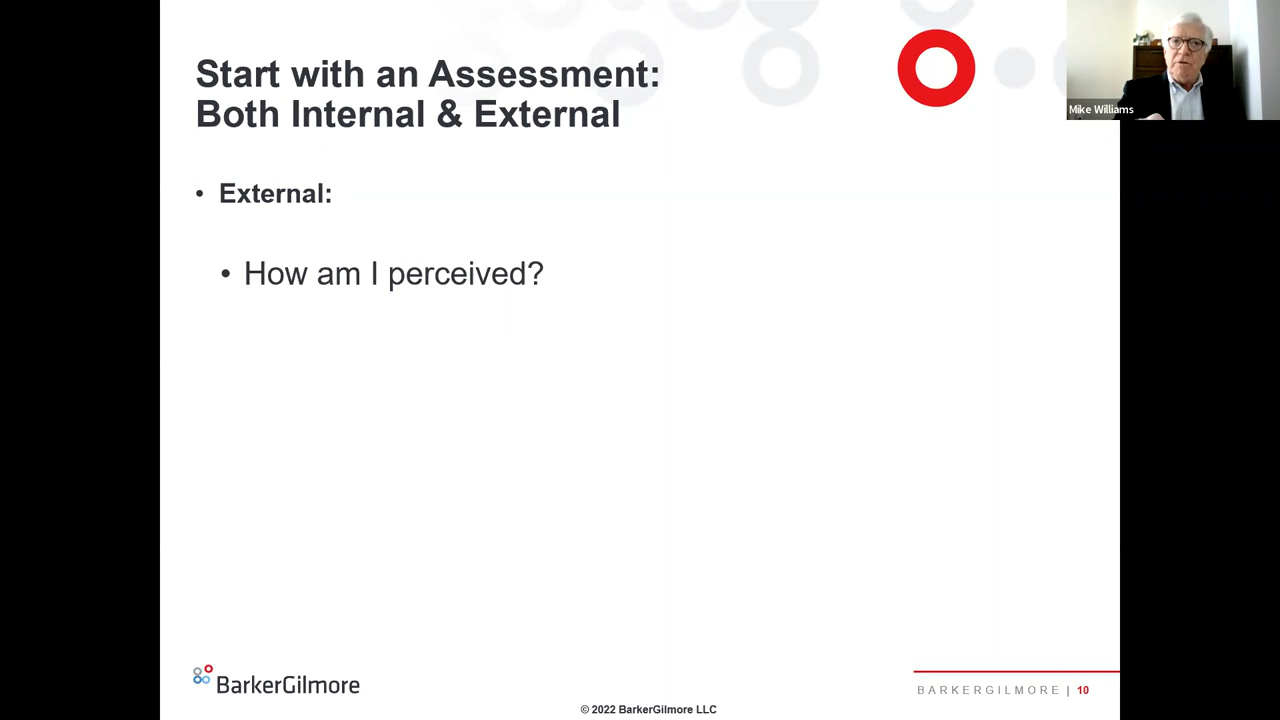 Start with an Assessment:
Both Internal & External
Mike Williams
• External:
• How am I perceived?
BarkerGilmore
BARKERGILMORE | 10
© 2022 BarkerGilmore LLC